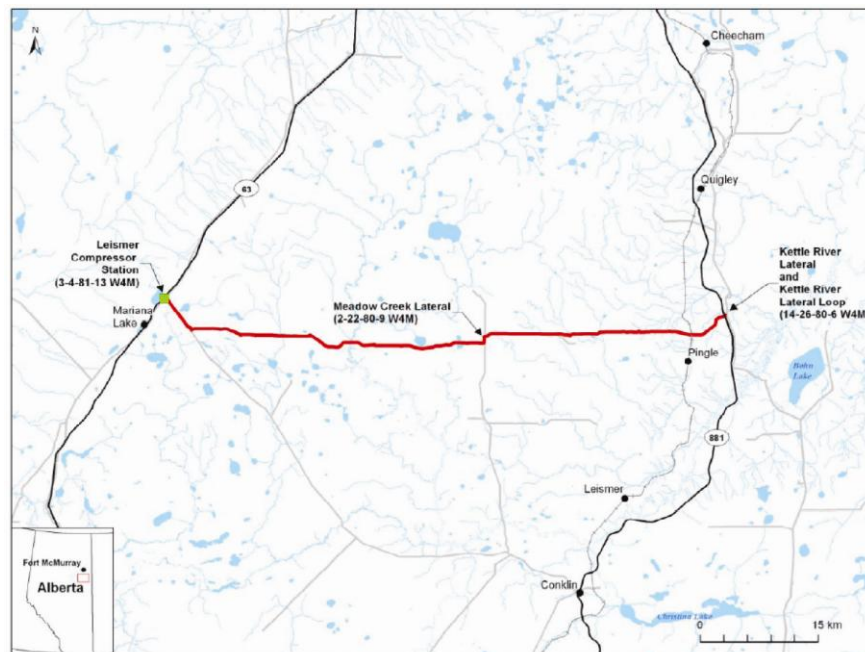 N
Cheecham
63
Quigley
Leismer
Compressor
Station
(3-4-81-13 W4M)
Kettle River
Lateral
and
Kettle River
Lateral Loop
(14-26-80-6 W4M)
Meadow Creek Lateral
(2-22-80-9 W4M)
Mariana
Lake
Pingle
Bohn
Lake
881
Leismer
Fort McMurray
Alberta
Conklin
Christina Lake
0
15 km